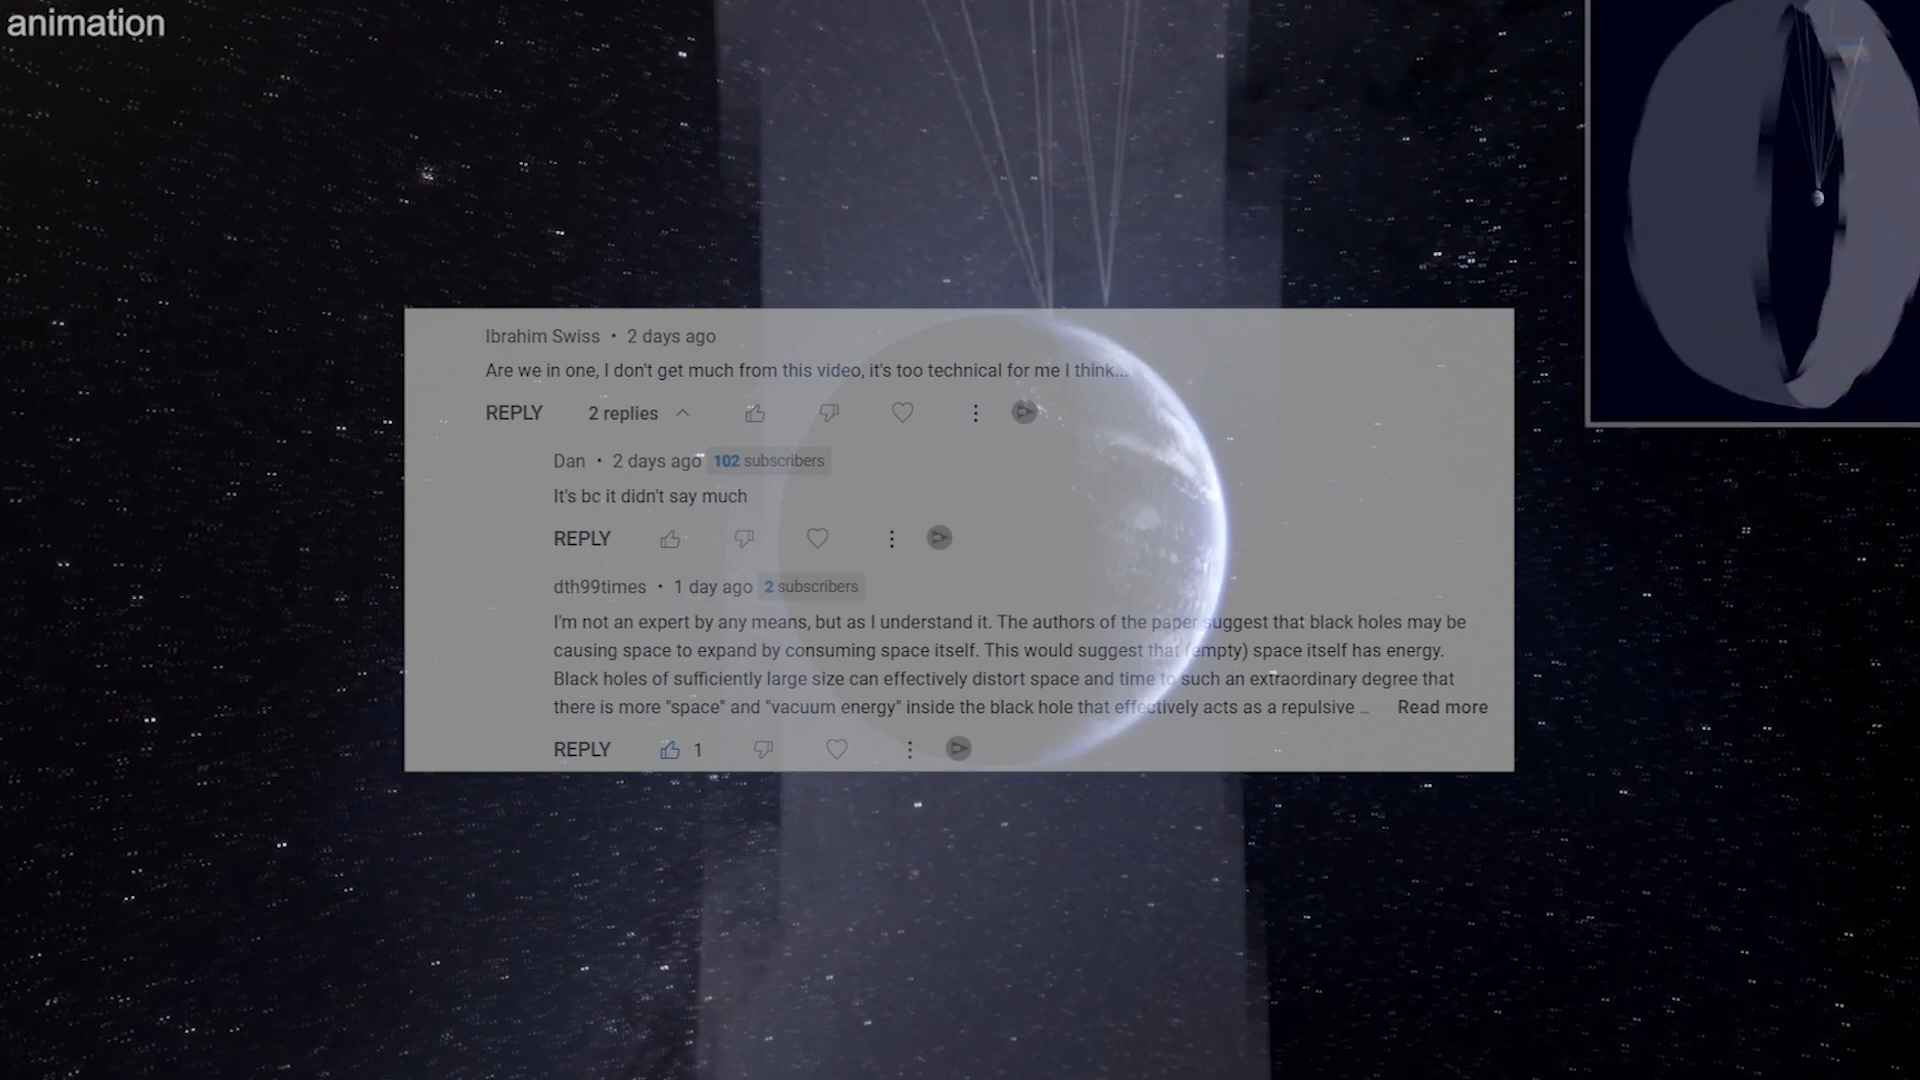 animation
Ibrahim Swiss • 2 days ago
Are we in one, I don't get much from this video, it's too technical for me I think...
REPLY 2 replies
Dan • 2 days ago 102 subscribers
It's bc it didn't say much
REPLY
dth99times • 1 day ago 2 subscribers
I'm not an expert by any means, but as I understand it. The authors of the paper suggest that black holes may be
causing space to expand by consuming space itself. This would suggest that (empty) space itself has energy.
Black holes of sufficiently large size can effectively distort space and time to such an extraordinary degree that
there is more "space" and "vacuum energy" inside the black hole that effectively acts as a repulsive ... Read more
REPLY 1